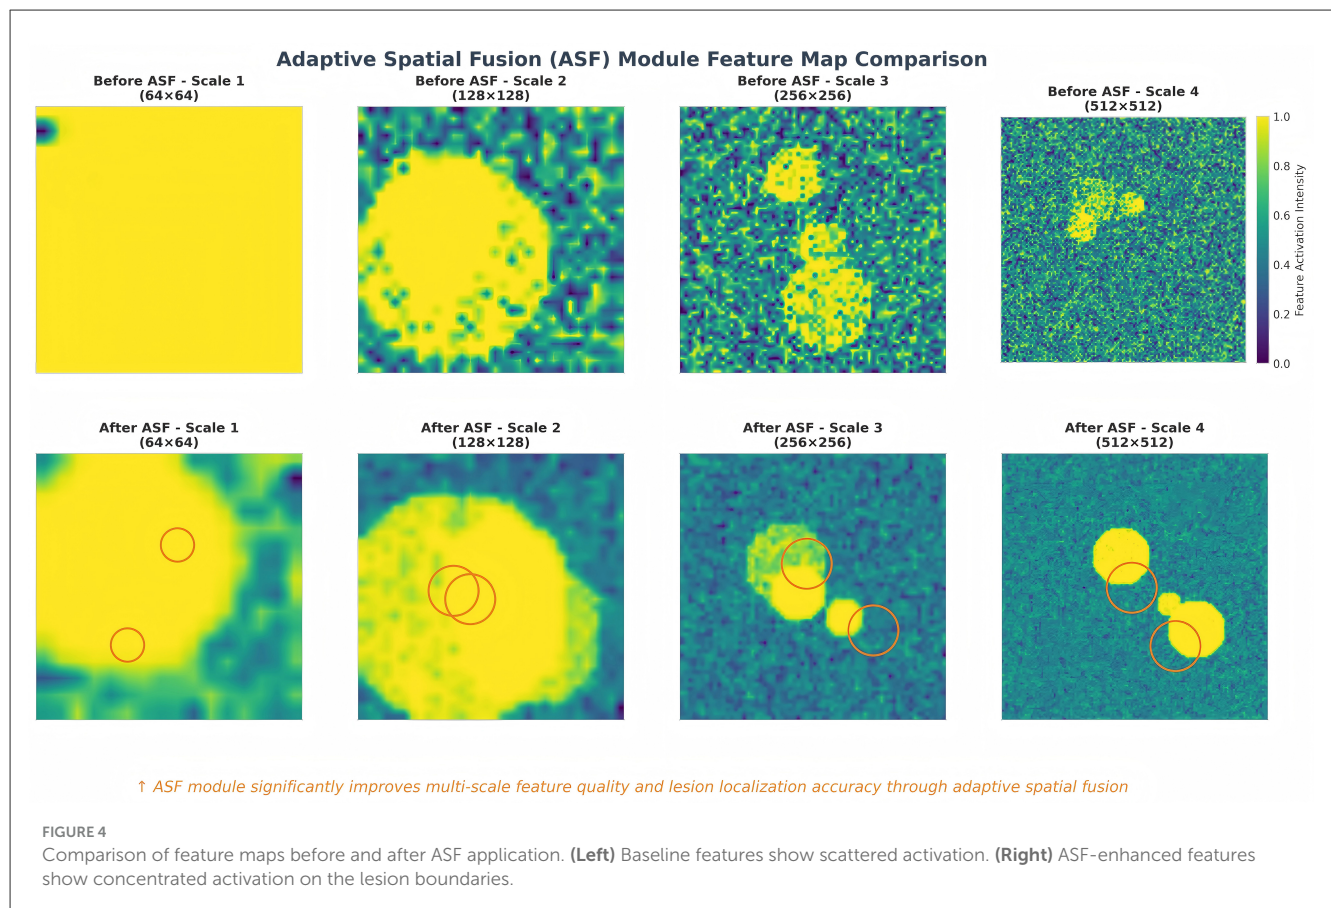 Adaptive Spatial Fusion (ASF) Module Feature Map Comparison
Before ASF - Scale 1
(64×64)
Before ASF - Scale 2
(128×128)
Before ASF - Scale 3
(256×256)
Before ASF - Scale 4
(512×512)
1.0
0.8
0.6
0.4
0.2
0.0
Feature Activation Intensity
After ASF - Scale 1
(64×64)
After ASF - Scale 2
(128×128)
After ASF - Scale 3
(256×256)
After ASF - Scale 4
(512×512)
↑ ASF module significantly improves multi-scale feature quality and lesion localization accuracy through adaptive spatial fusion
FIGURE 4
Comparison of feature maps before and after ASF application. (Left) Baseline features show scattered activation. (Right) ASF-enhanced features
show concentrated activation on the lesion boundaries.